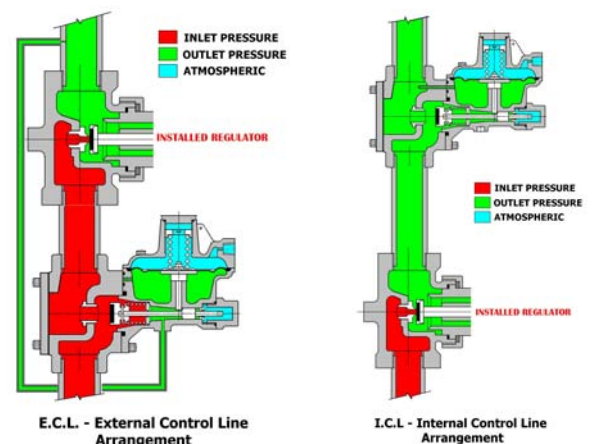 INLET PRESSURE
OUTLET PRESSURE
ATMOSPHERIC
INSTALLED REGULATOR
E.C.L. - External Control Line
Arrangement
INLET PRESSURE
OUTLET PRESSURE
ATMOSPHERIC
INSTALLED REGULATOR
I.C.L - Internal Control Line
Arrangement